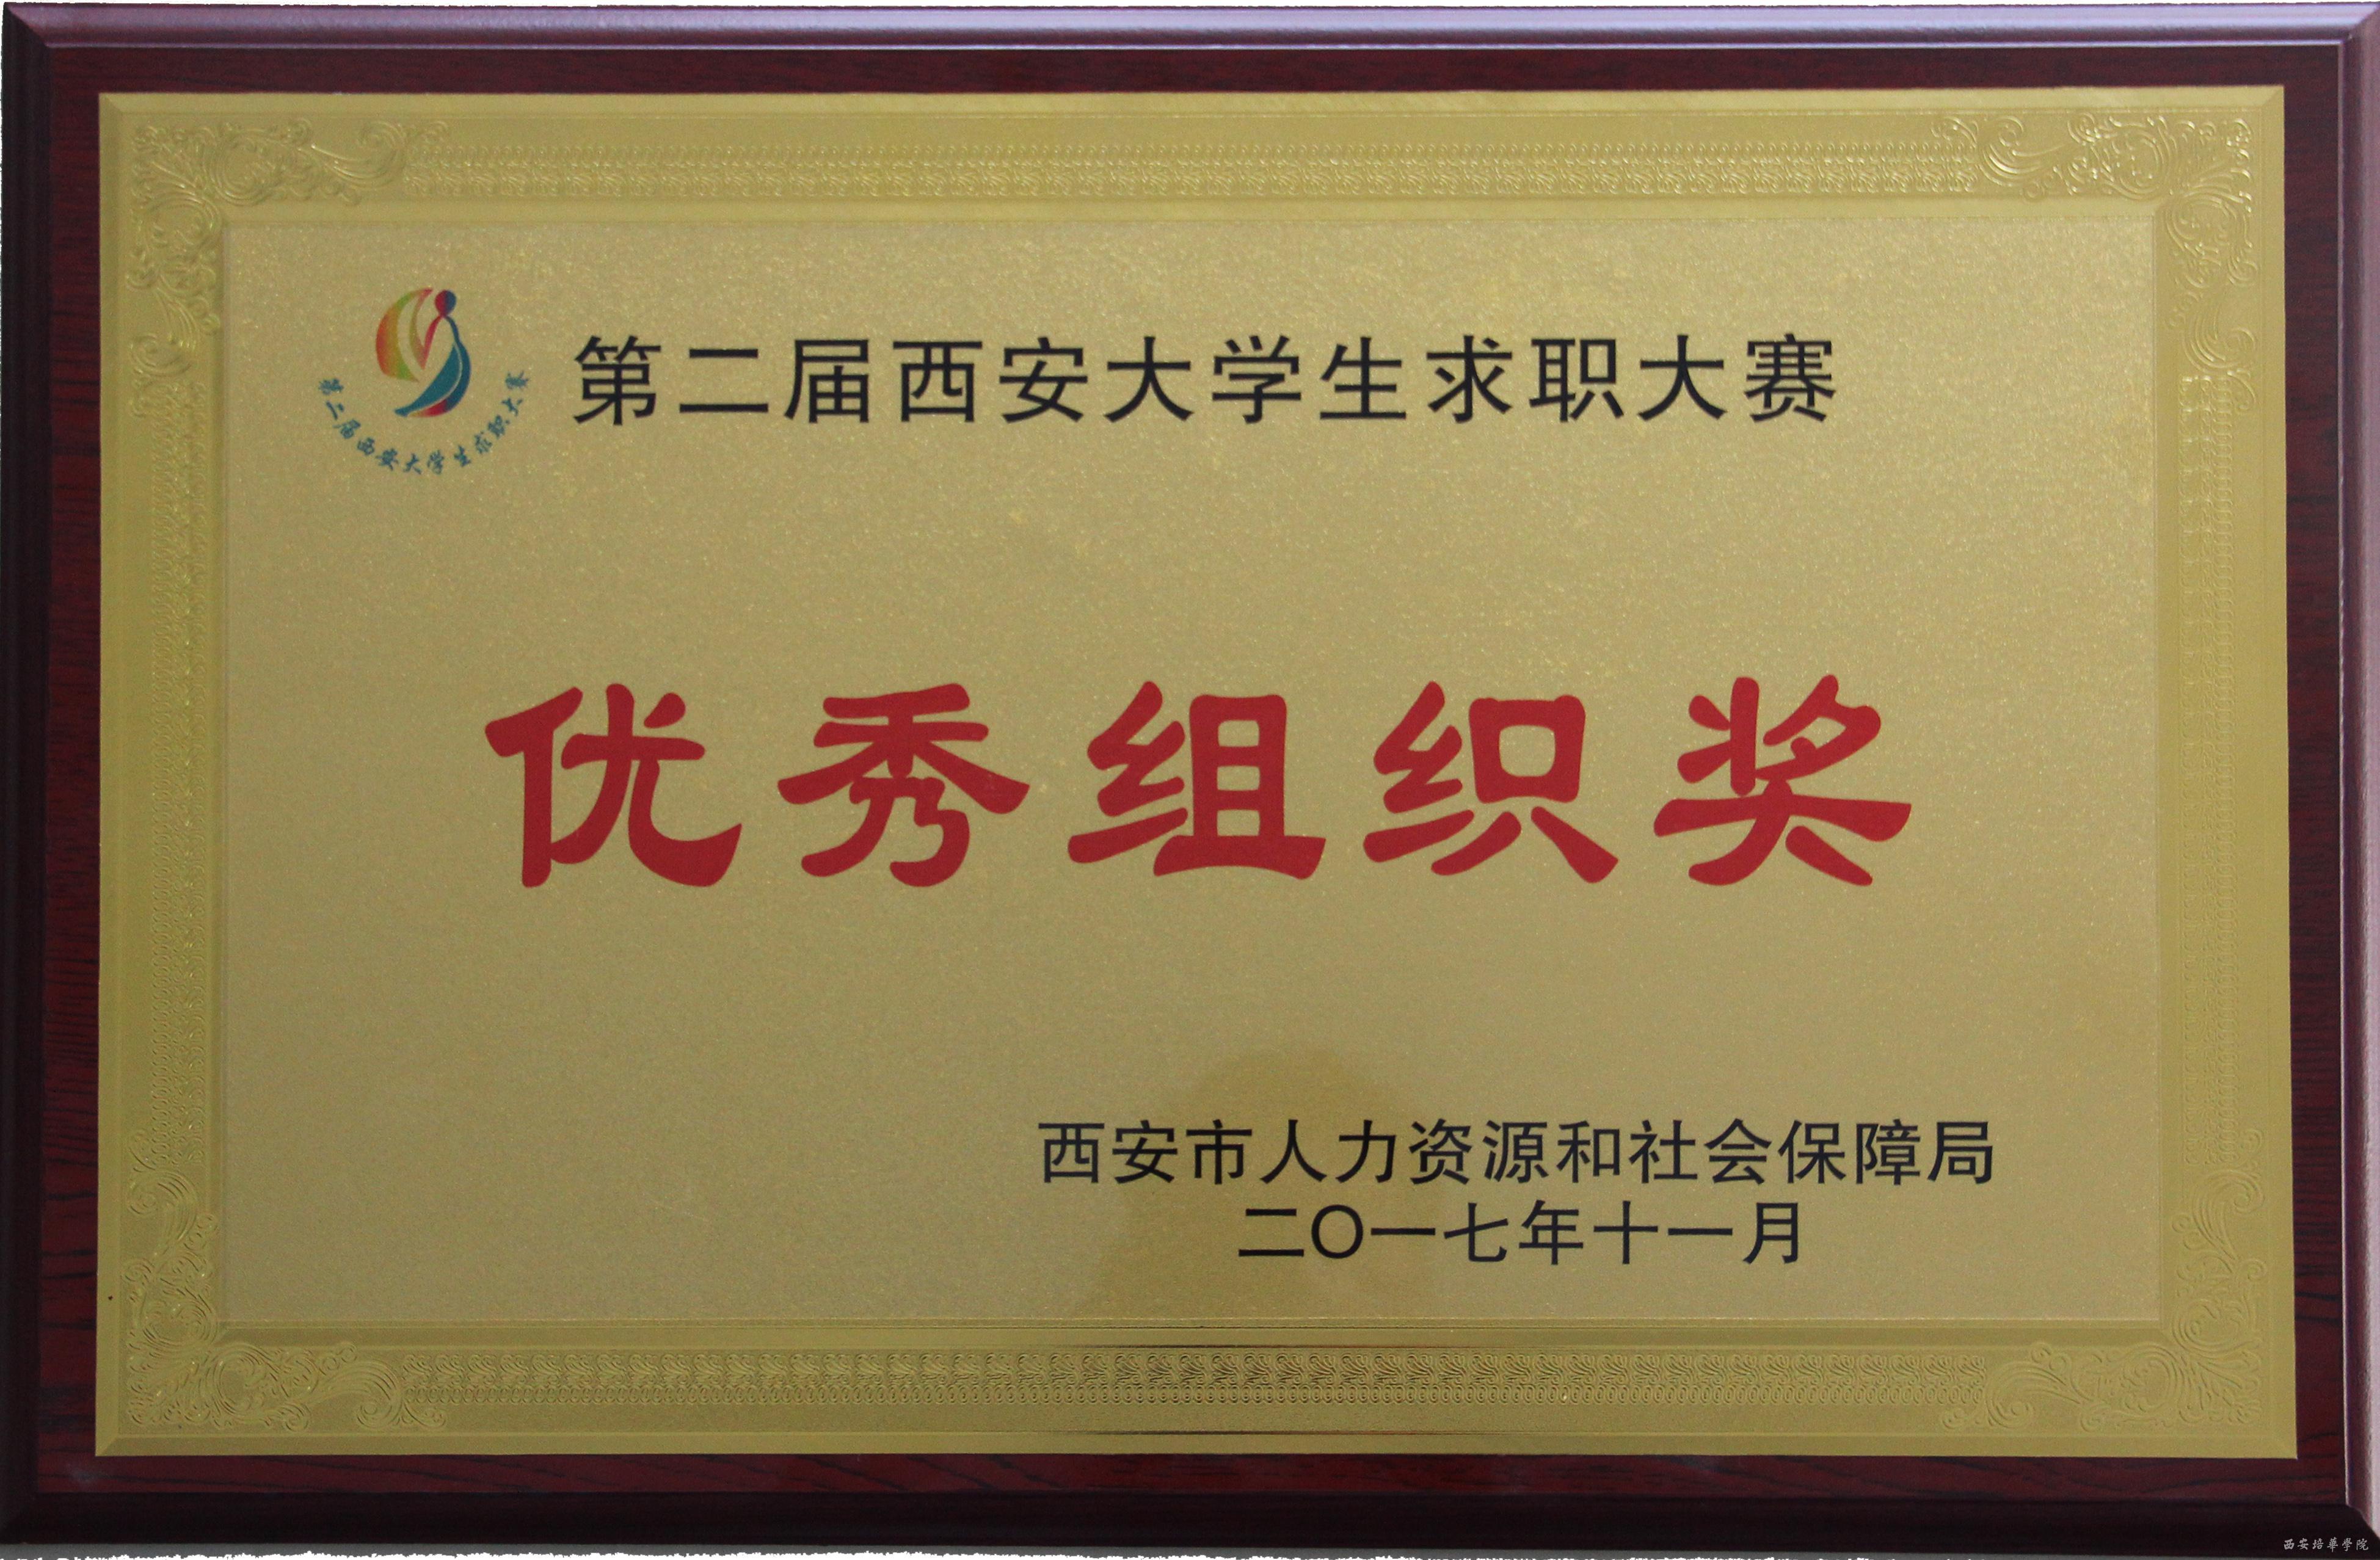 第二届西安大学生求职大赛
第二届西安大学生求职大赛
优秀组织奖
西安市人力资源和社会保障局
二〇一七年十一月
西安培華學院